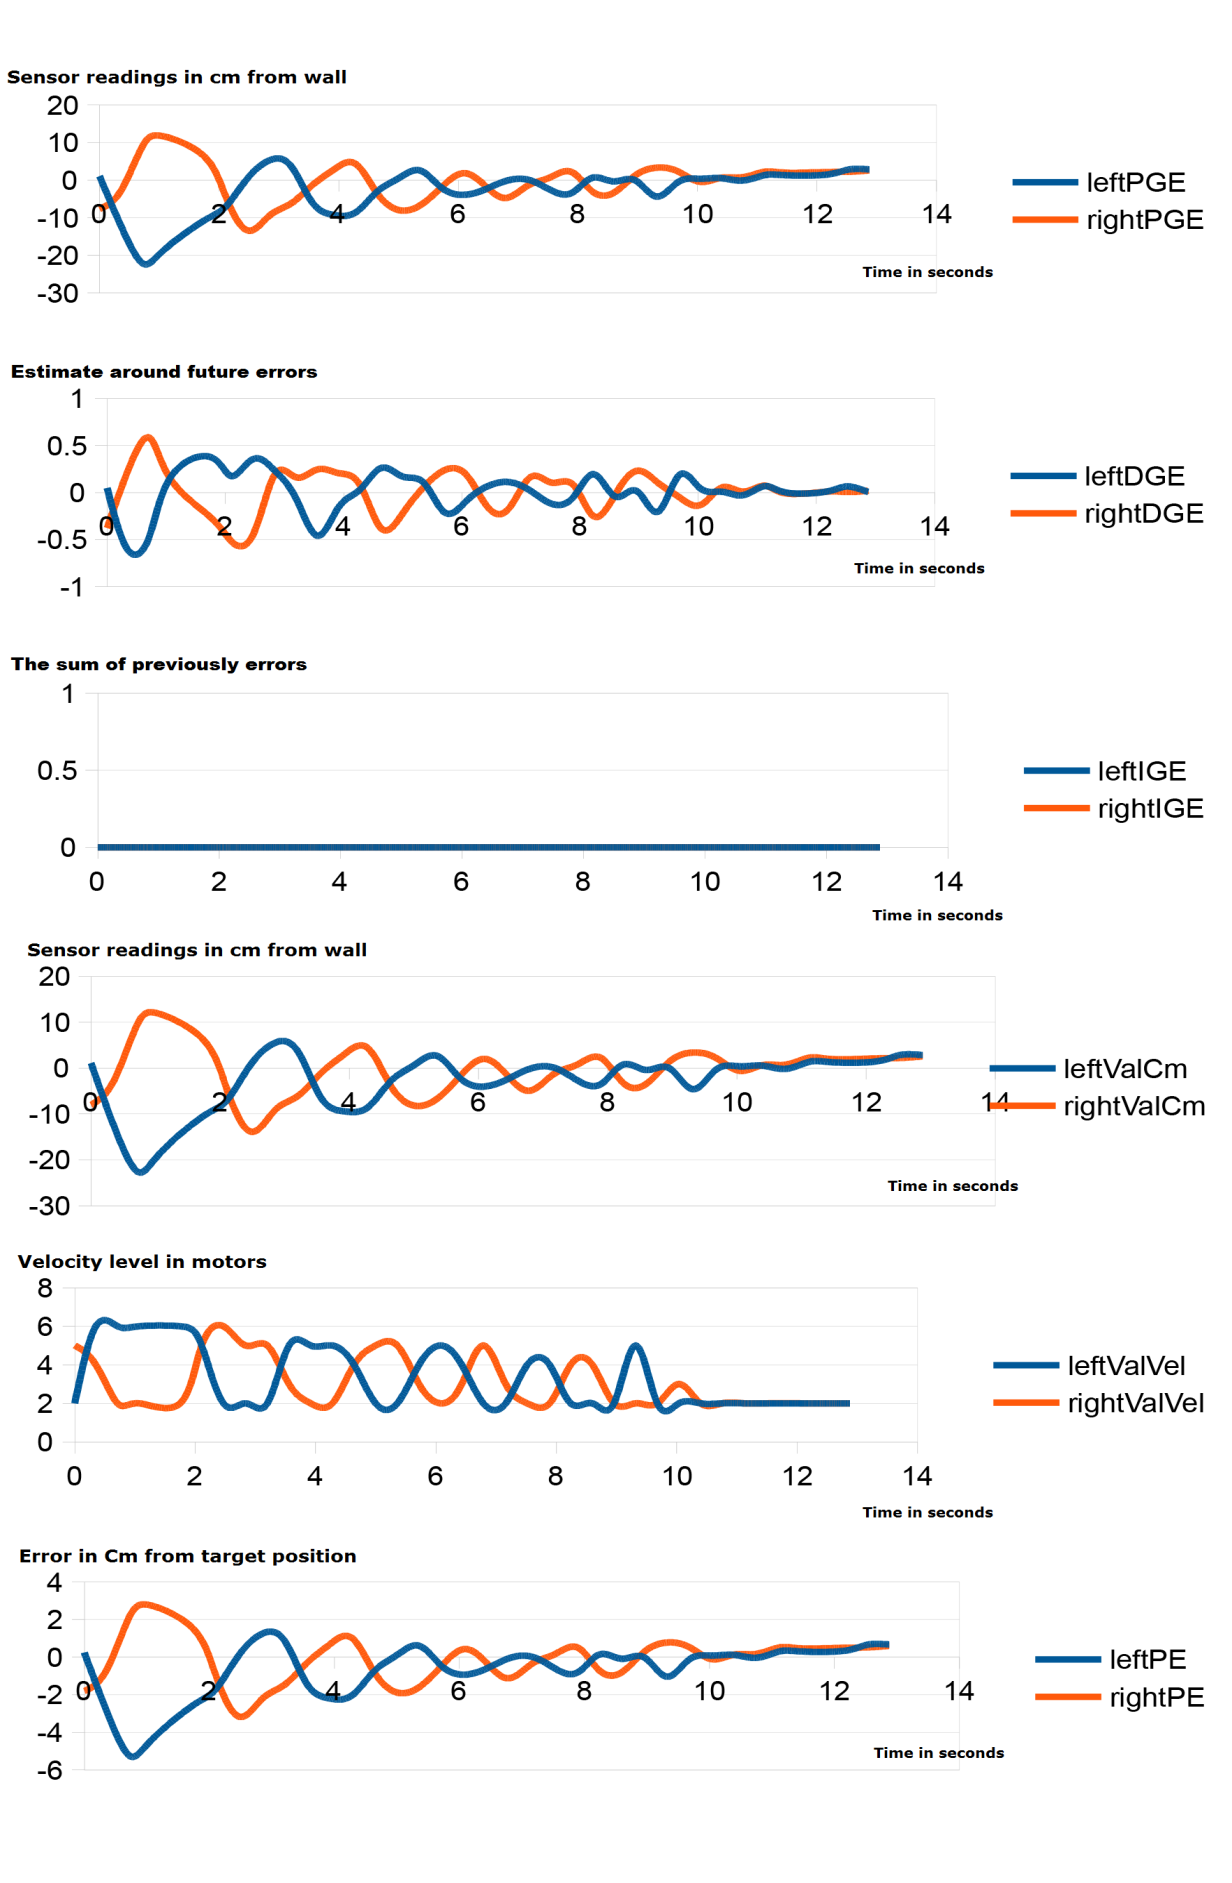 Sensor readings in cm from wall
20
10
0
-10
-20
-30
0 2 4 6 8 10 12 14
leftPGE
rightPGE
Time in seconds
Estimate around future errors
1
0.5
0
-0.5
-1
0 2 4 6 8 10 12 14
leftDGE
rightDGE
Time in seconds
The sum of previously errors
1
0.5
0
0 2 4 6 8 10 12 14
leftIGE
rightIGE
Time in seconds
Sensor readings in cm from wall
20
10
0
-10
-20
-30
0 2 4 6 8 10 12 14
leftValCm
rightValCm
Time in seconds
Velocity level in motors
8
6
4
2
0
0 2 4 6 8 10 12 14
leftValVel
rightValVel
Time in seconds
Error in Cm from target position
4
2
0
-2
-4
-6
0 2 4 6 8 10 12 14
leftPE
rightPE
Time in seconds